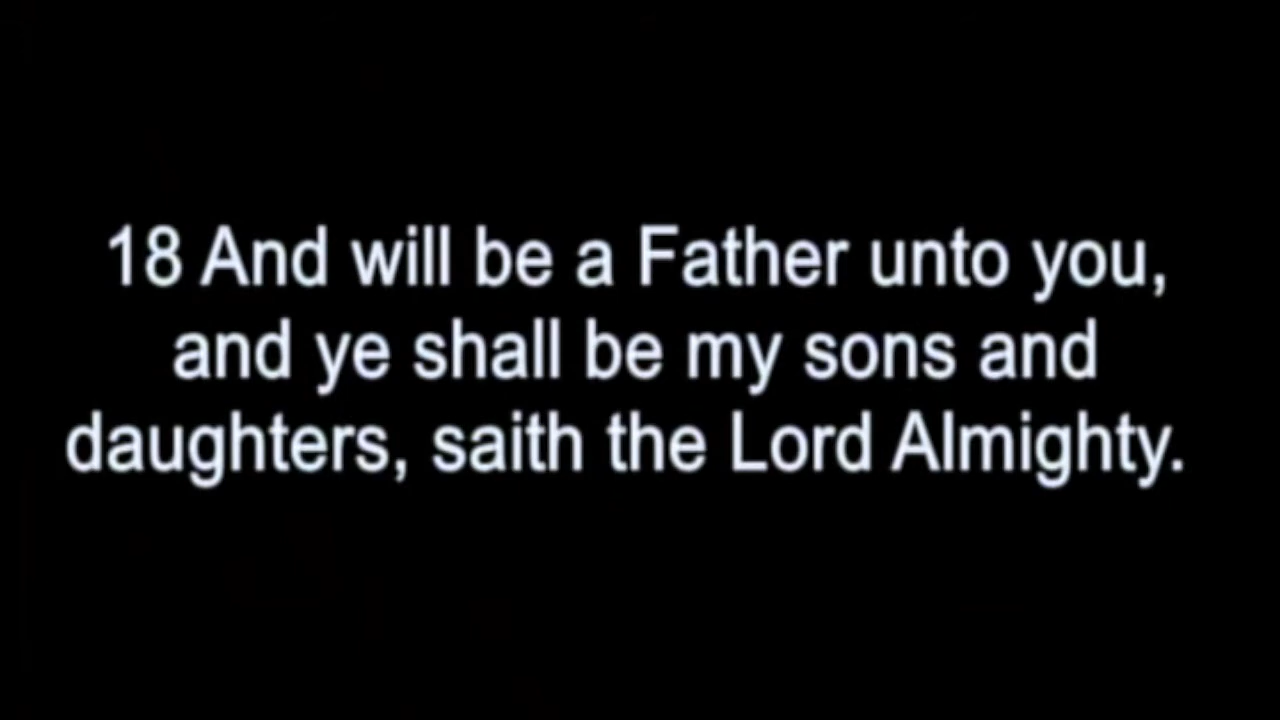 18 And will be a Father unto you,
and ye shall be my sons and
daughters, saith the Lord Almighty.